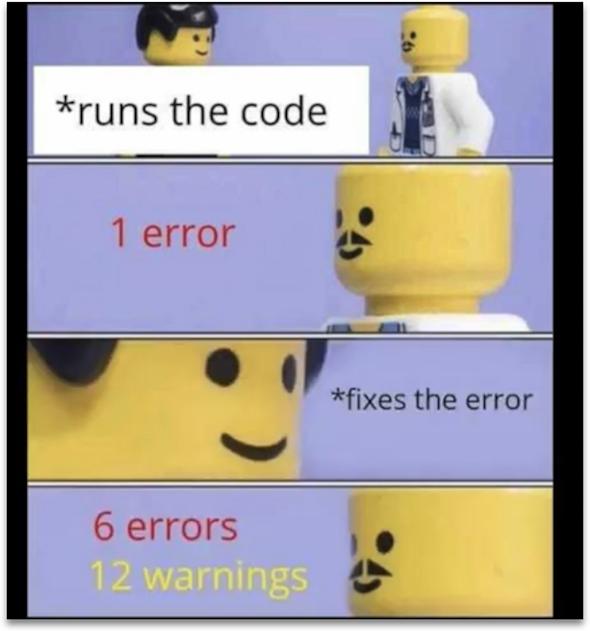 *runs the code
1 error
*fixes the error
6 errors
12 warnings